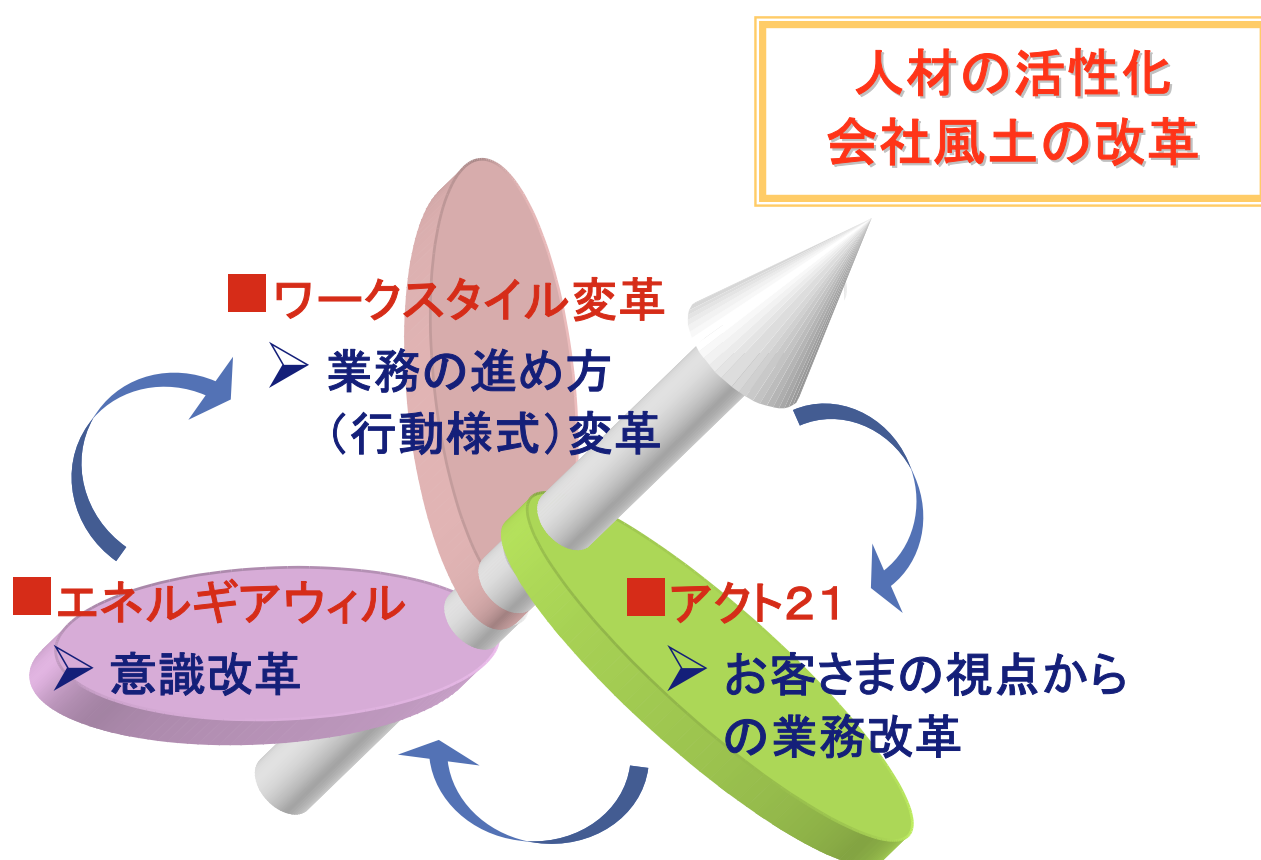 人材の活性化
会社風土の改革
■ワークスタイル変革
➢ 業務の進め方
（行動様式）変革
■エネルギアウィル
➢ 意識改革
■アクト２１
➢ お客さまの視点から
の業務改革